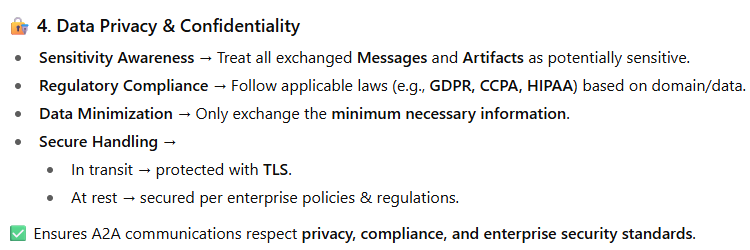 🔐 4. Data Privacy & Confidentiality
• Sensitivity Awareness → Treat all exchanged Messages and Artifacts as potentially sensitive.
• Regulatory Compliance → Follow applicable laws (e.g., GDPR, CCPA, HIPAA) based on domain/data.
• Data Minimization → Only exchange the minimum necessary information.
• Secure Handling →
• In transit → protected with TLS.
• At rest → secured per enterprise policies & regulations.
✅ Ensures A2A communications respect privacy, compliance, and enterprise security standards.